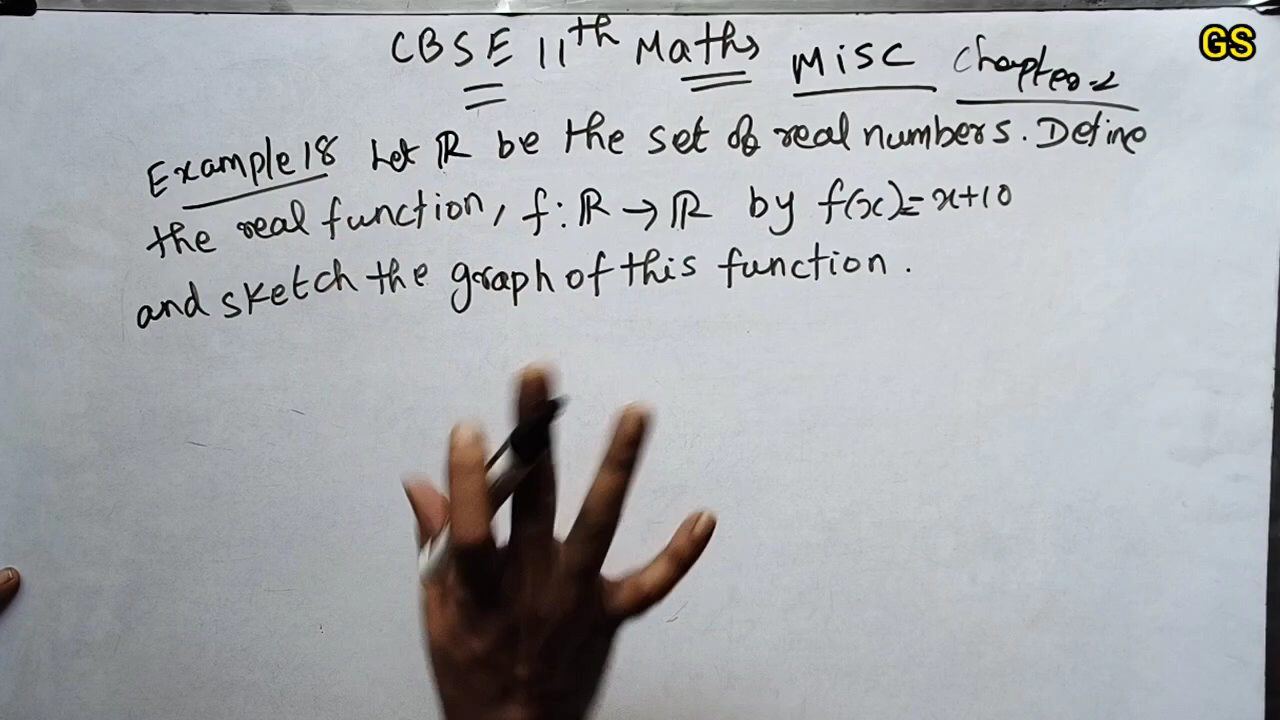 GS
CBSE 11th Maths Misc Chapter-2
Example 18 Let ℝ be the set of real numbers. Define
the real function, f: ℝ → ℝ by f(x)= x+10
and sketch the graph of this function.